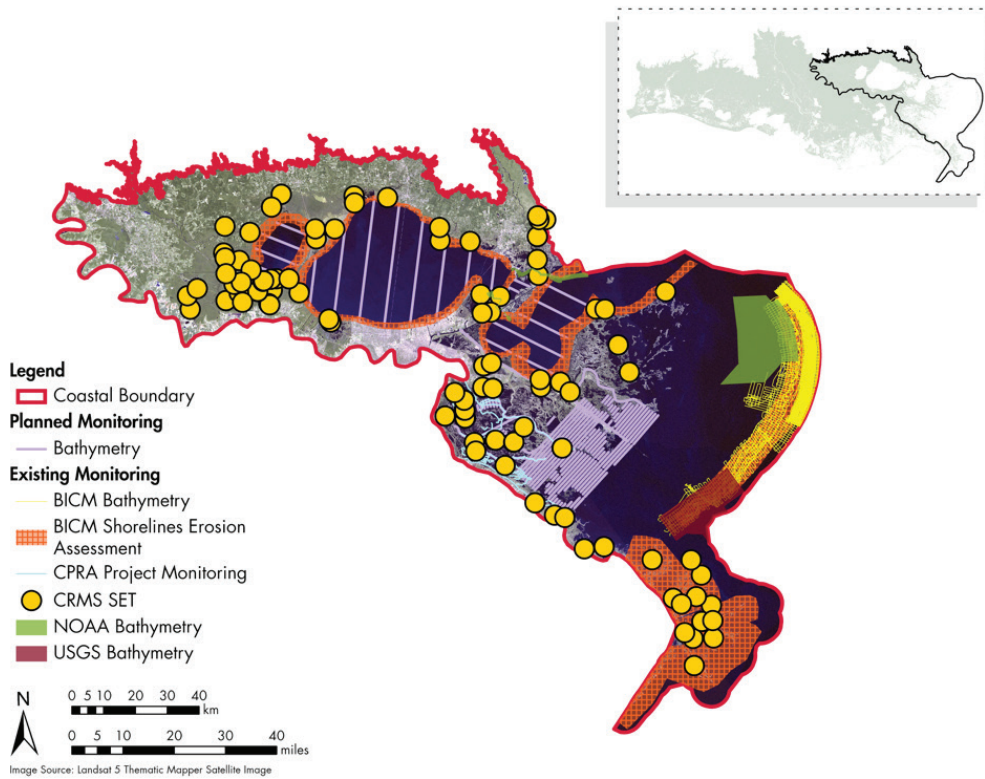 Legend
Coastal Boundary
Planned Monitoring
Bathymetry
Existing Monitoring
BICM Bathymetry
BICM Shorelines Erosion
Assessment
CPRA Project Monitoring
CRMS SET
NOAA Bathymetry
USGS Bathymetry
N
0 5 10 20 30 40
km
0 5 10 20 30 40
miles
Image Source: Landsat 5 Thematic Mapper Satellite Image